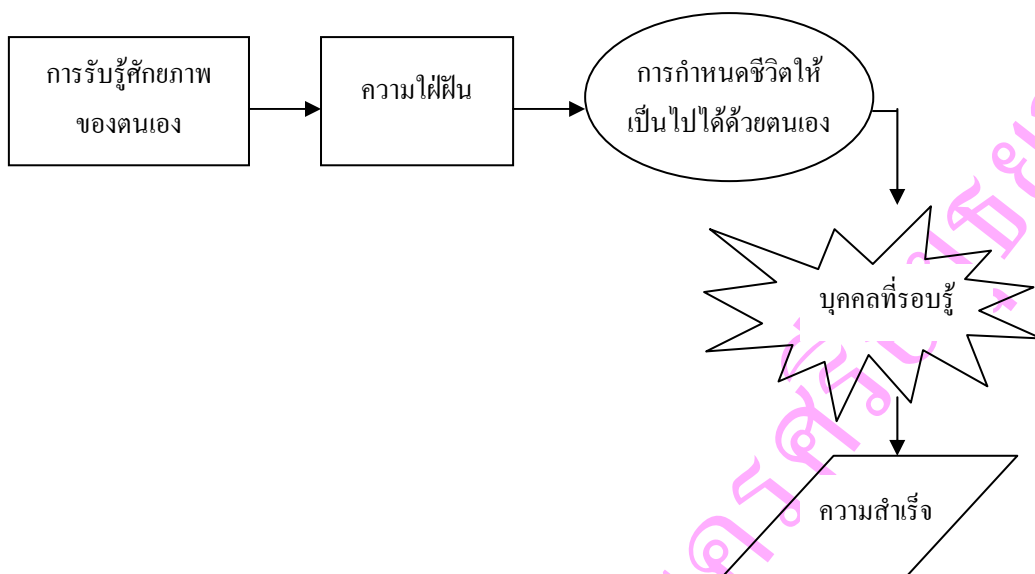 การรับรู้ศักยภาพ
ของตนเอง
ความใฝ่ฝัน
การกำหนดชีวิตให้
เป็นไปได้ด้วยตนเอง
บุคคลที่รอบรู้
ความสำเร็จ